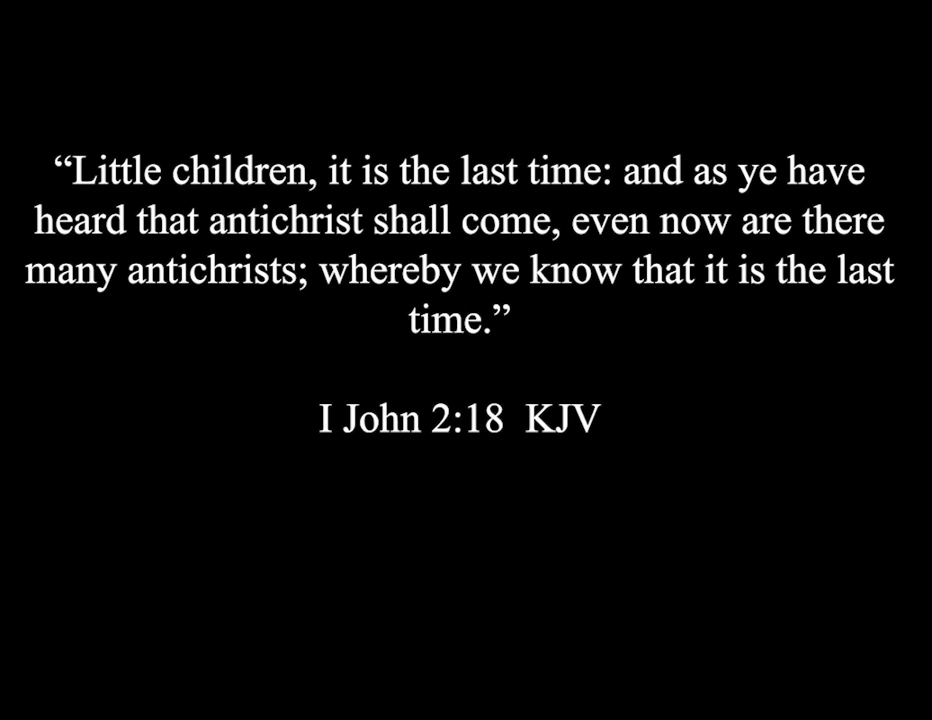 “Little children, it is the last time: and as ye have
heard that antichrist shall come, even now are there
many antichrists; whereby we know that it is the last
time.”
I John 2:18  KJV